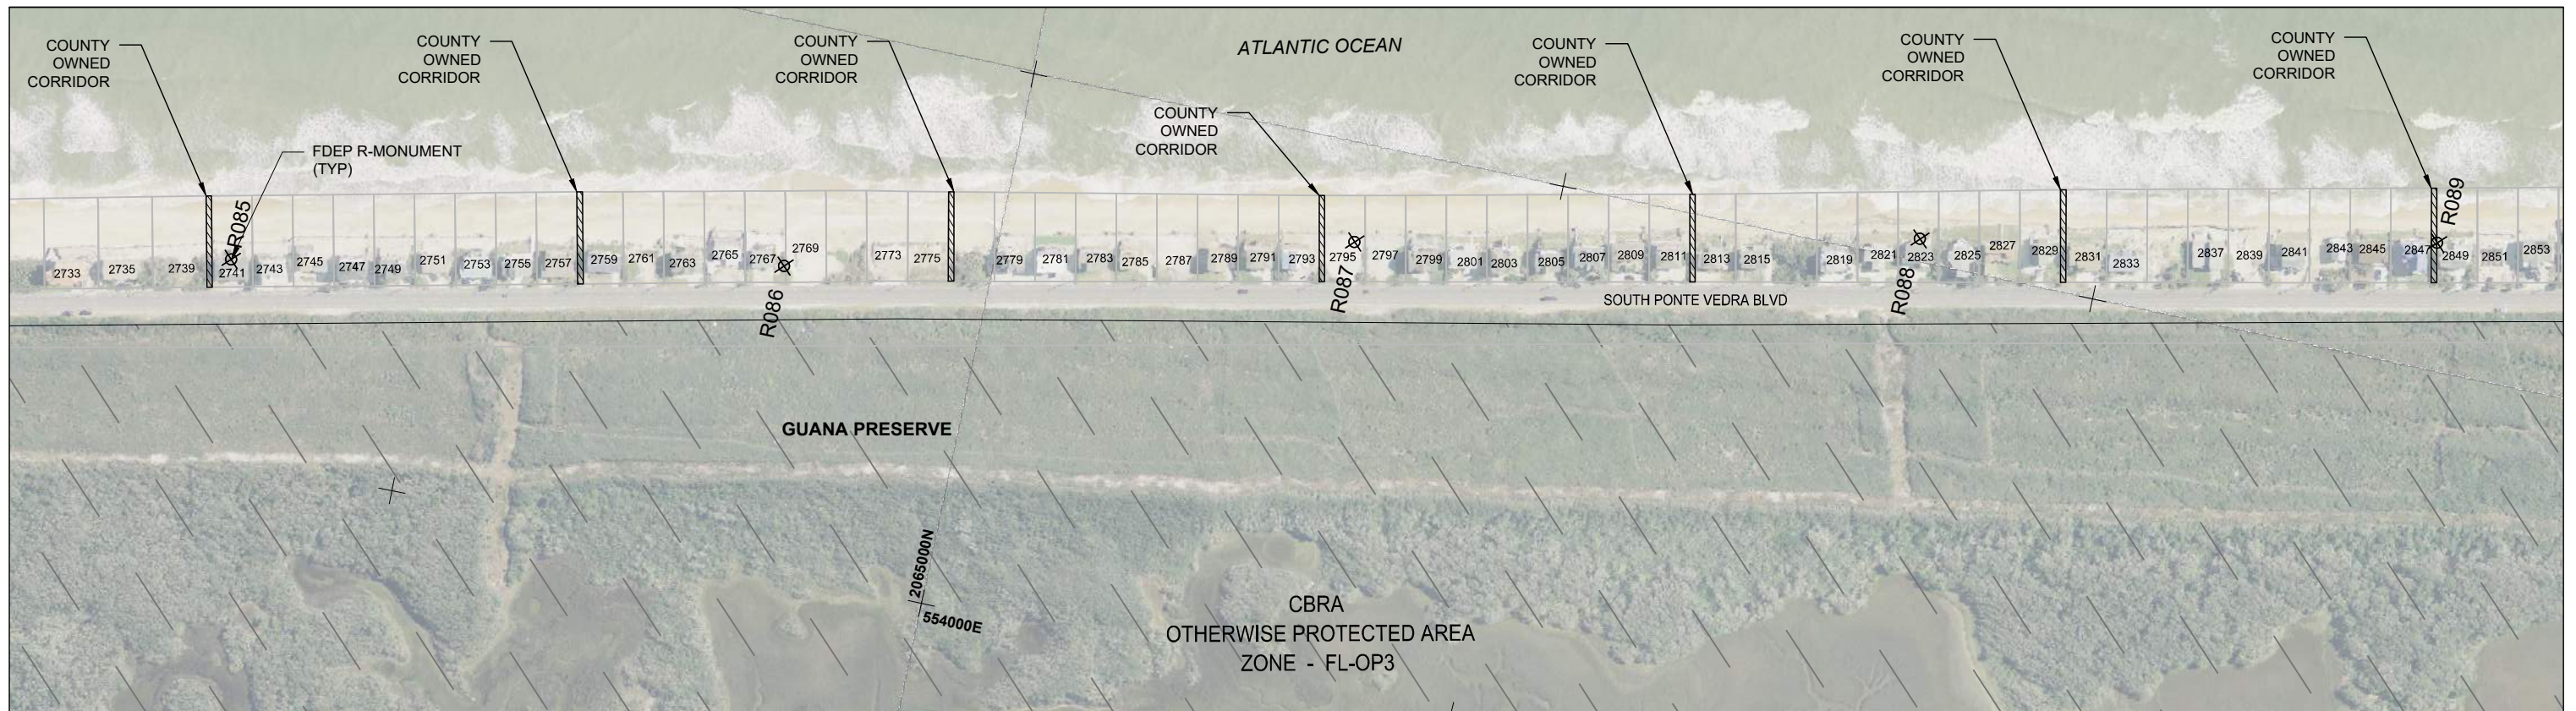 ATLANTIC OCEAN
COUNTY
OWNED
CORRIDOR
COUNTY
OWNED
CORRIDOR
COUNTY
OWNED
CORRIDOR
COUNTY
OWNED
CORRIDOR
COUNTY
OWNED
CORRIDOR
COUNTY
OWNED
CORRIDOR
COUNTY
OWNED
CORRIDOR
FDEP R-MONUMENT
(TYP)
R085
R089
2733 2735 2739 2741 2743 2745 2747 2749 2751 2753 2755 2757 2759 2761 2763 2765 2767 2769 2773 2775 2779 2781 2783 2785 2787 2789 2791 2793 2795 2797 2799 2801 2803 2805 2807 2809 2811 2813 2815 2819 2821 2823 2825 2827 2829 2831 2833 2837 2839 2841 2843 2845 2847 2849 2851 2853
R086
R087
R088
SOUTH PONTE VEDRA BLVD
GUANA PRESERVE
2065000N
554000E
CBRA
OTHERWISE PROTECTED AREA
ZONE - FL-OP3